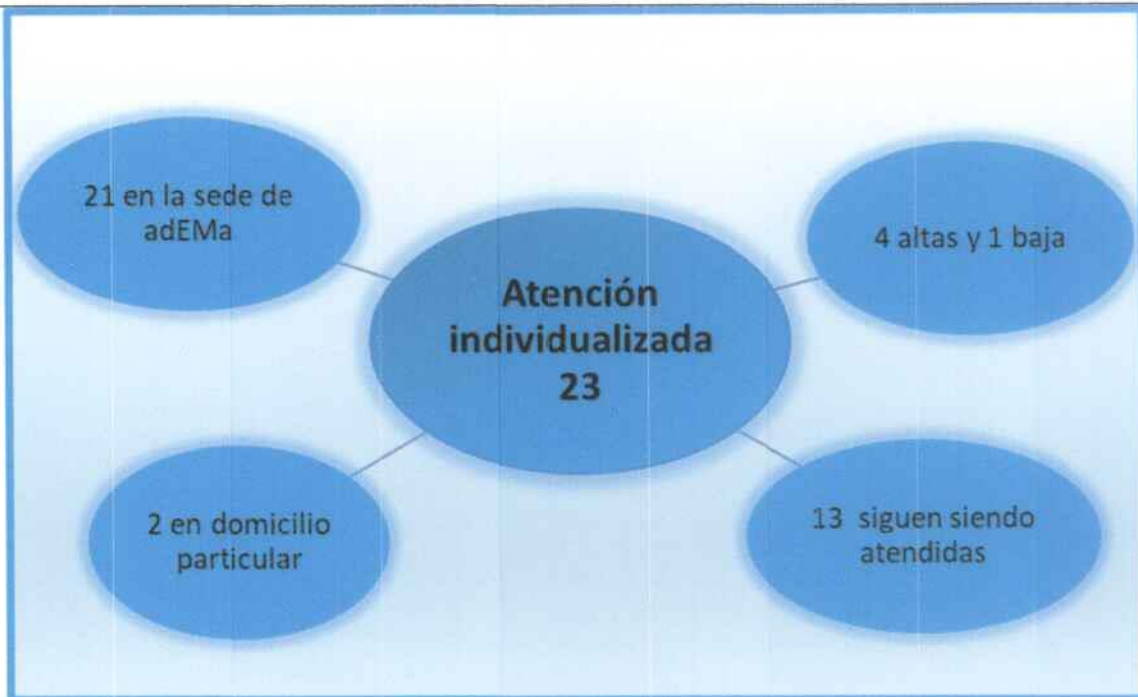 21 en la sede de
adEMa
4 altas y 1 baja
Atención
individualizada
23
2 en domicilio
particular
13 siguen siendo
atendidas